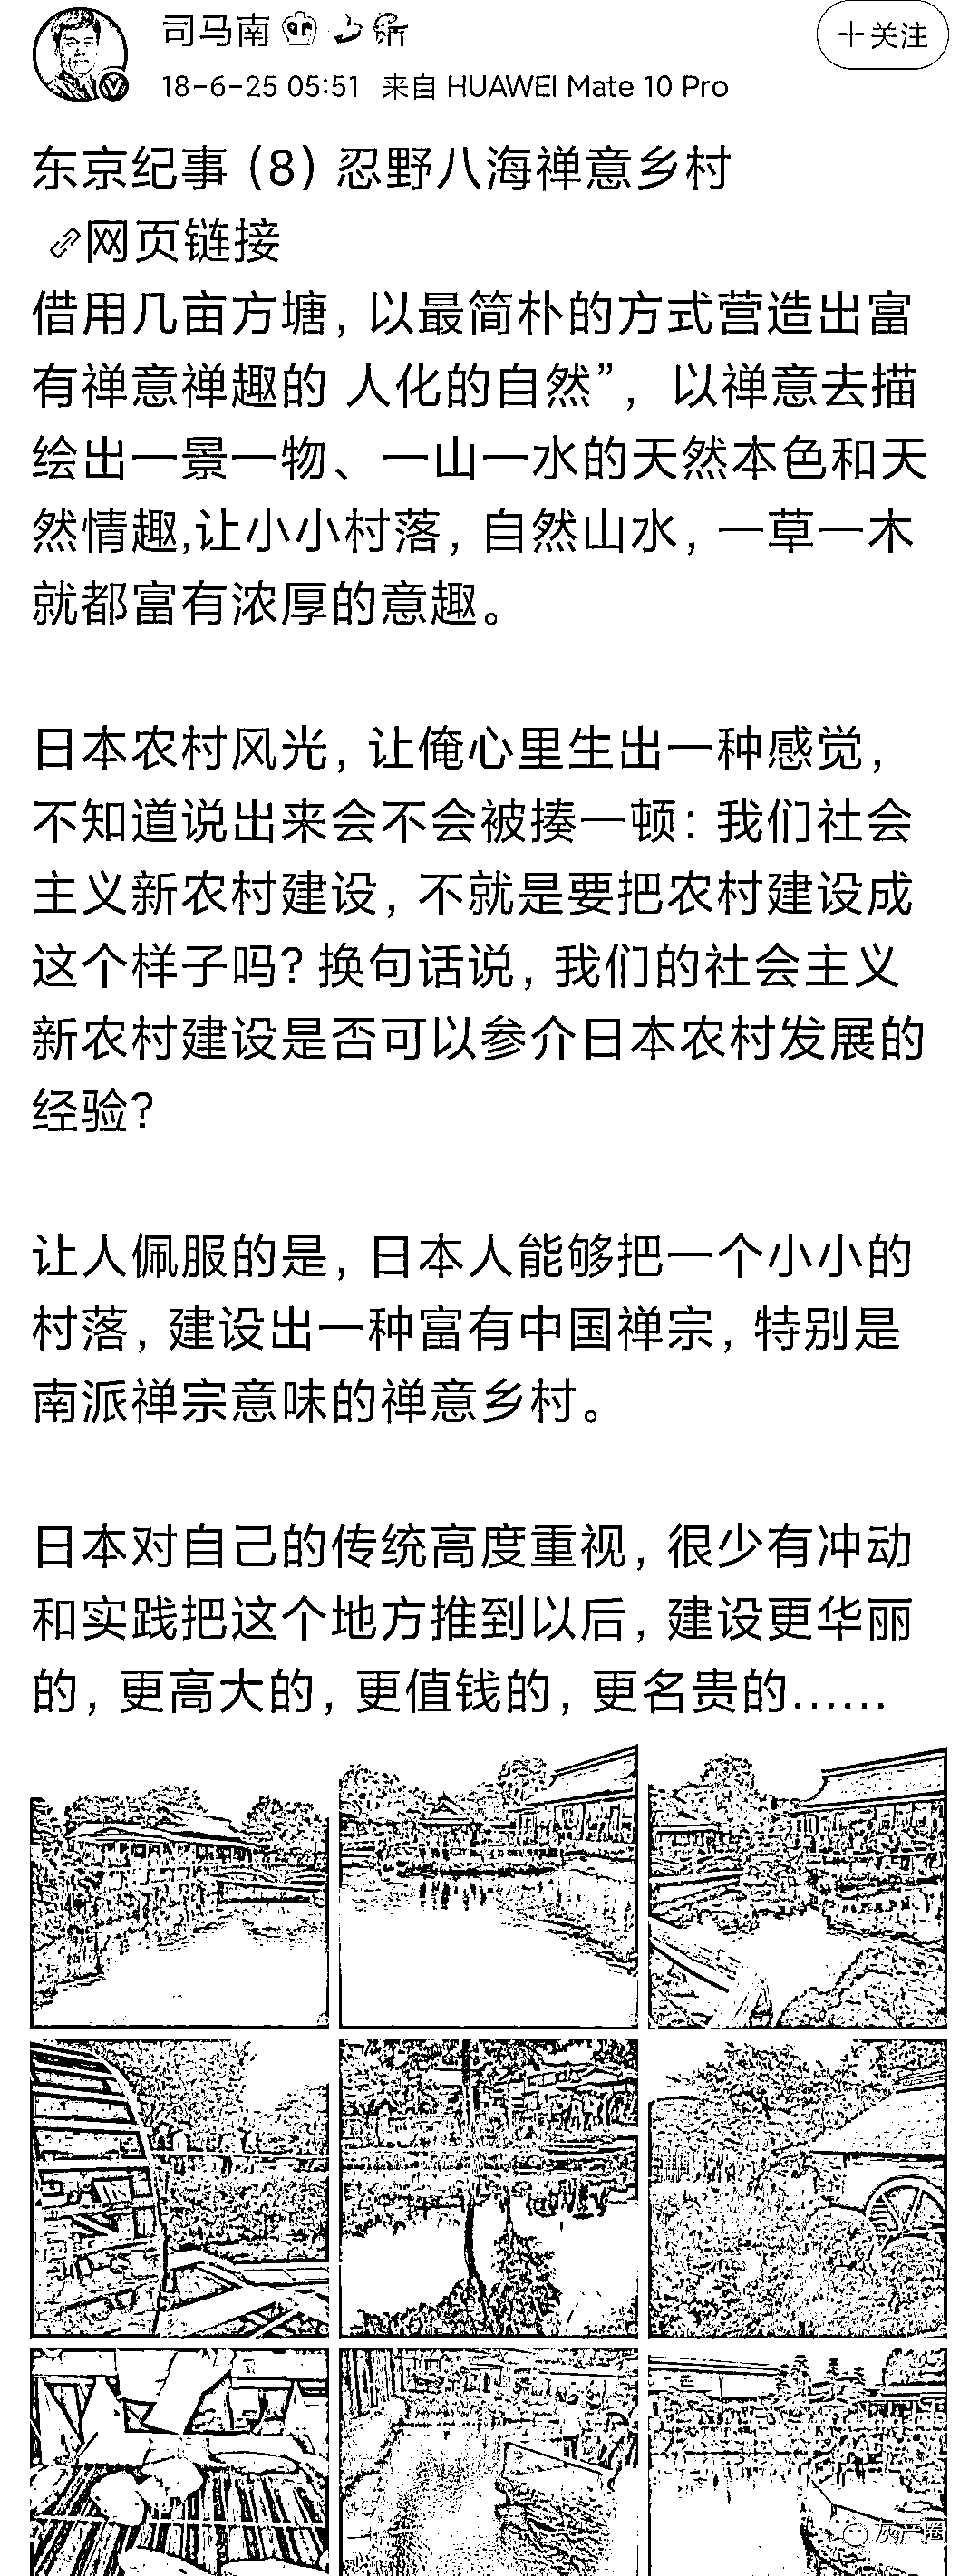 司马南
+关注
18-6-25 05:51 来自 HUAWEI Mate 10 Pro
东京纪事（8）忍野八海禅意乡村
网页链接
借用几亩方塘，以最简朴的方式营造出富
有禅意禅趣的 人化的自然”，以禅意去描
绘出一景一物、一山一水的天然本色和天
然情趣,让小小村落，自然山水，一草一木
就都富有浓厚的意趣。
日本农村风光，让俺心里生出一种感觉，
不知道说出来会不会被揍一顿：我们社会
主义新农村建设，不就是要把农村建设成
这个样子吗？换句话说，我们的社会主义
新农村建设是否可以参介日本农村发展的
经验？
让人佩服的是，日本人能够把一个小小的
村落，建设出一种富有中国禅宗，特别是
南派禅宗意味的禅意乡村。
日本对自己的传统高度重视，很少有冲动
和实践把这个地方推到以后，建设更华丽
的，更高大的，更值钱的，更名贵的……
灰产圈